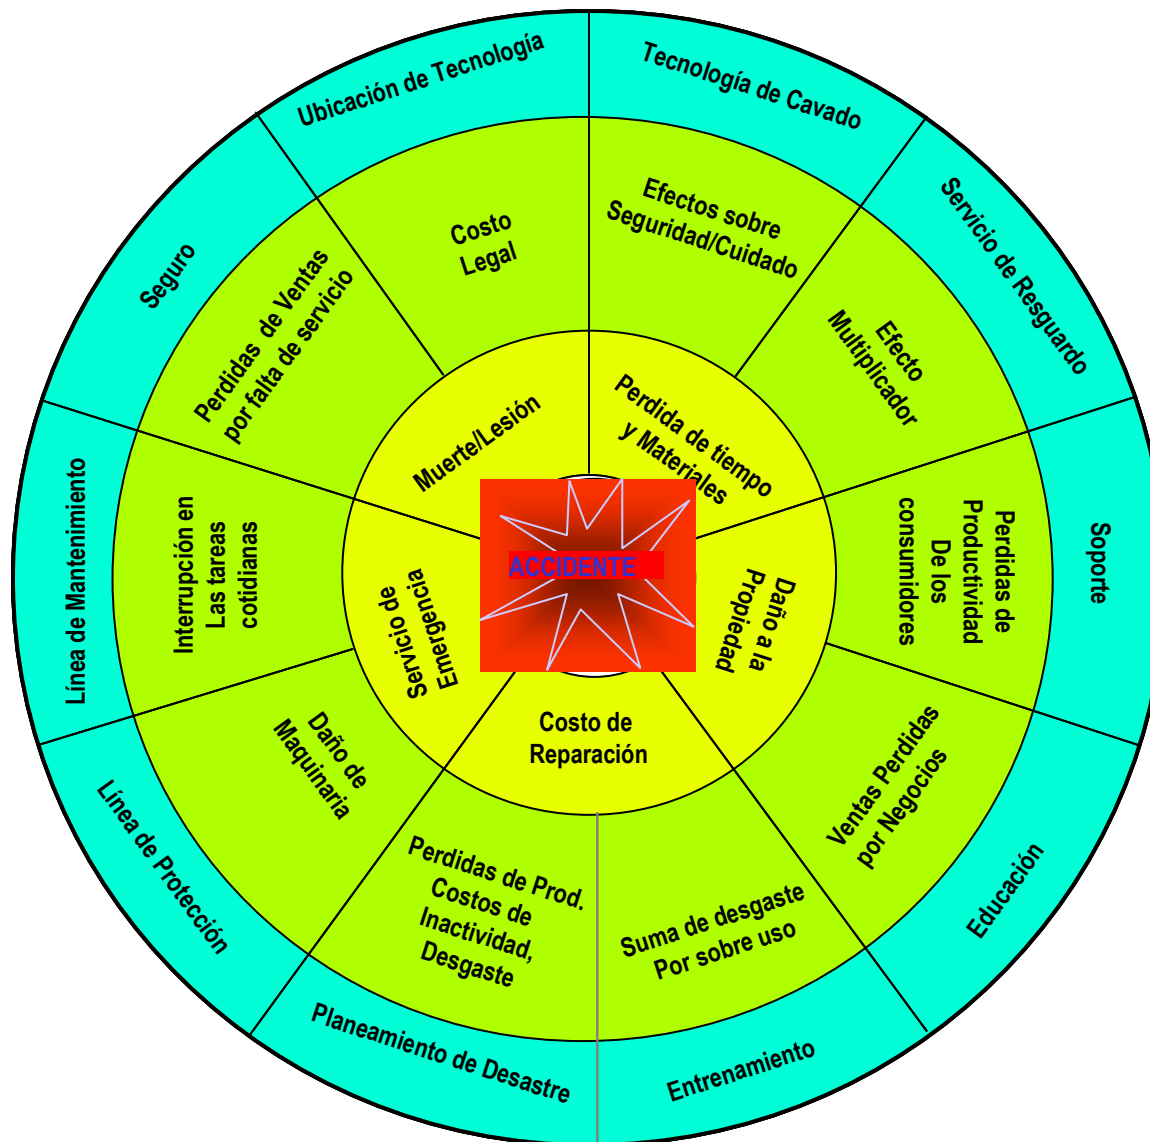 Ubicación de Tecnología
Tecnología de Cavado
Servicio de Resguardo
Soporte
Educación
Entrenamiento
Planeamiento de Desastre
Línea de Protección
Línea de Mantenimiento
Seguro
Costo
Legal
Efectos sobre
Seguridad/Cuidado
Efecto
Multiplicador
Perdidas de
Productividad
De los
consumidores
Ventas Perdidas
por Negocios
Suma de desgaste
Por sobre uso
Perdidas de Prod.
Costos de
Inactividad,
Desgaste
Daño de
Maquinaria
Interrupción en
Las tareas
cotidianas
Perdidas de Ventas
por falta de servicio
Muerte/Lesión
Perdida de tiempo
y Materiales
Daño a la
Propiedad
Costo de
Reparación
Servicio de
Emergencia
ACCIDENTE